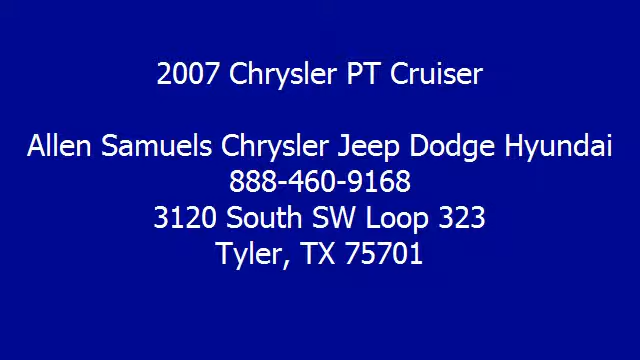 2007 Chrysler PT Cruiser
Allen Samuels Chrysler Jeep Dodge Hyundai
888-460-9168
3120 South SW Loop 323
Tyler, TX 75701